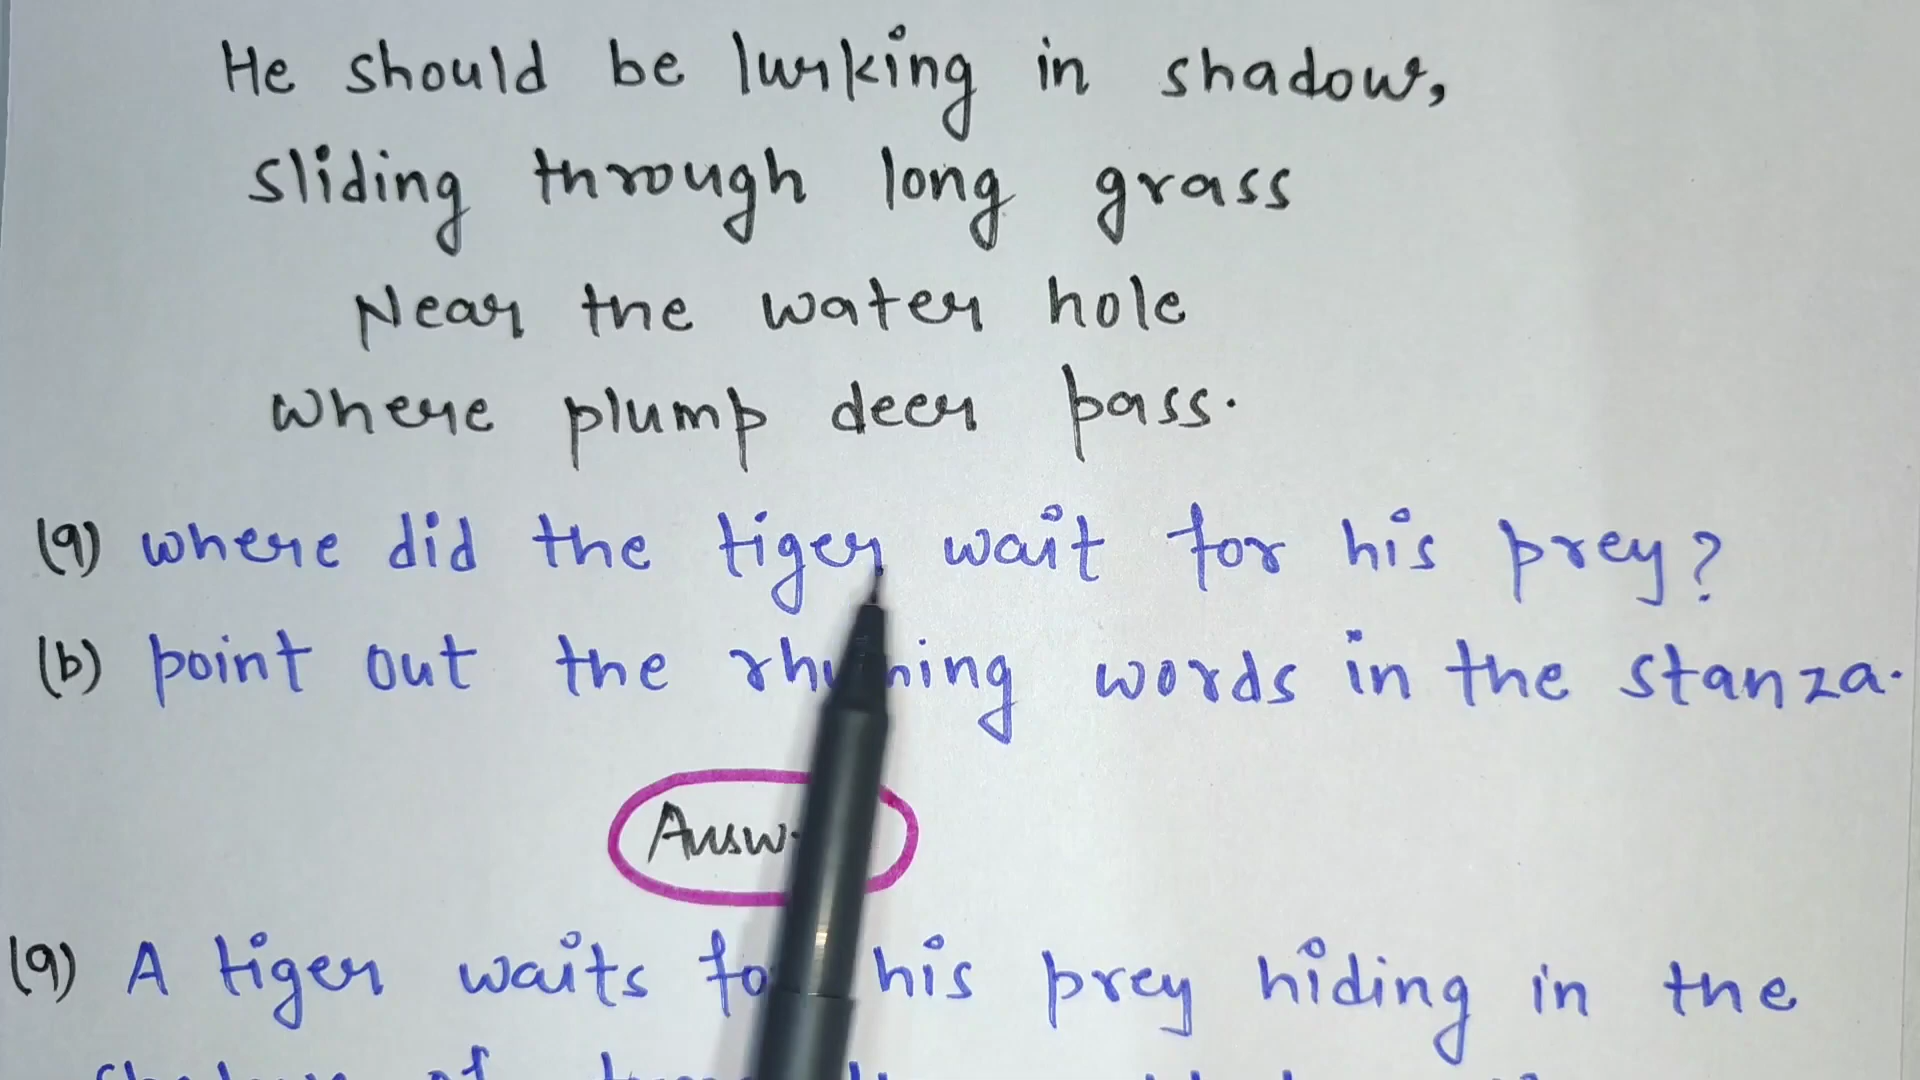 He should be lurking in shadow,
sliding through long grass
Near the water hole
where plump deer pass.
(a) where did the tiger wait for his prey?
(b) point out the words in the stanza.
(a) A tiger waits his prey hiding in the
of